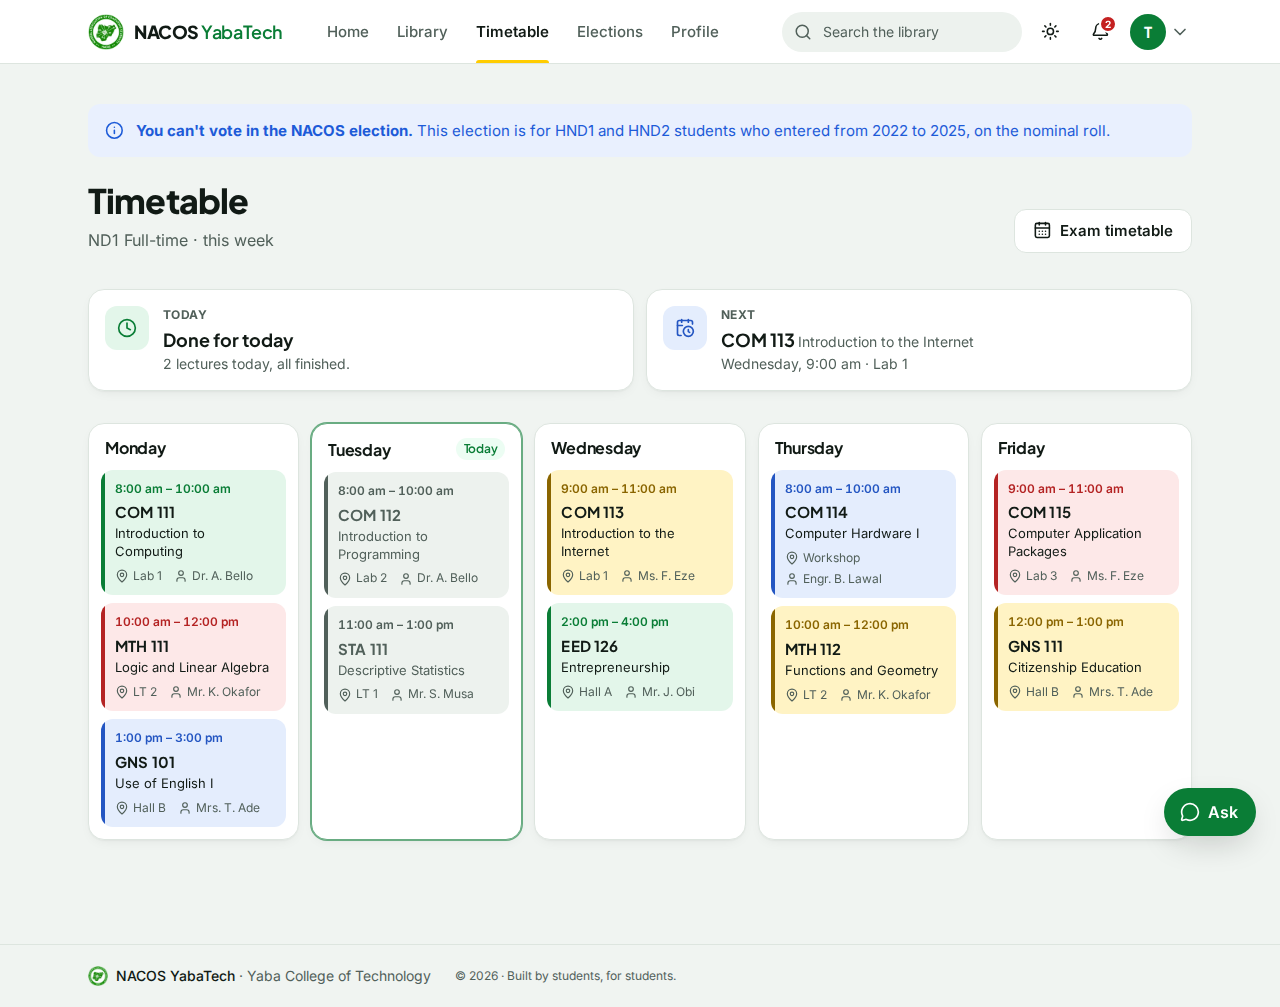 NACOS YabaTech
Home
Library
Timetable
Elections
Profile
Search the library
2
T
You can't vote in the NACOS election. This election is for HND1 and HND2 students who entered from 2022 to 2025, on the nominal roll.
Timetable
ND1 Full-time · this week
Exam timetable
TODAY
Done for today
2 lectures today, all finished.
NEXT
COM 113 Introduction to the Internet
Wednesday, 9:00 am · Lab 1
Monday
8:00 am – 10:00 am
COM 111
Introduction to
Computing
Lab 1 Dr. A. Bello
10:00 am – 12:00 pm
MTH 111
Logic and Linear Algebra
LT 2 Mr. K. Okafor
1:00 pm – 3:00 pm
GNS 101
Use of English I
Hall B Mrs. T. Ade
Tuesday
Today
8:00 am – 10:00 am
COM 112
Introduction to
Programming
Lab 2 Dr. A. Bello
11:00 am – 1:00 pm
STA 111
Descriptive Statistics
LT 1 Mr. S. Musa
Wednesday
9:00 am – 11:00 am
COM 113
Introduction to the
Internet
Lab 1 Ms. F. Eze
2:00 pm – 4:00 pm
EED 126
Entrepreneurship
Hall A Mr. J. Obi
Thursday
8:00 am – 10:00 am
COM 114
Computer Hardware I
Workshop
Engr. B. Lawal
10:00 am – 12:00 pm
MTH 112
Functions and Geometry
LT 2 Mr. K. Okafor
Friday
9:00 am – 11:00 am
COM 115
Computer Application
Packages
Lab 3 Ms. F. Eze
12:00 pm – 1:00 pm
GNS 111
Citizenship Education
Hall B Mrs. T. Ade
Ask
NACOS YabaTech · Yaba College of Technology
© 2026 · Built by students, for students.